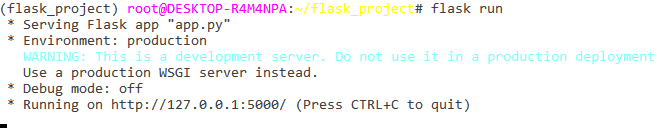 (flask_project) root@DESKTOP-R4M4NPA:~/flask_project# flask run
* Serving Flask app "app.py"
* Environment: production
WARNING: This is a development server. Do not use it in a production deployment
Use a production WSGI server instead.
* Debug mode: off
* Running on http://127.0.0.1:5000/ (Press CTRL+C to quit)